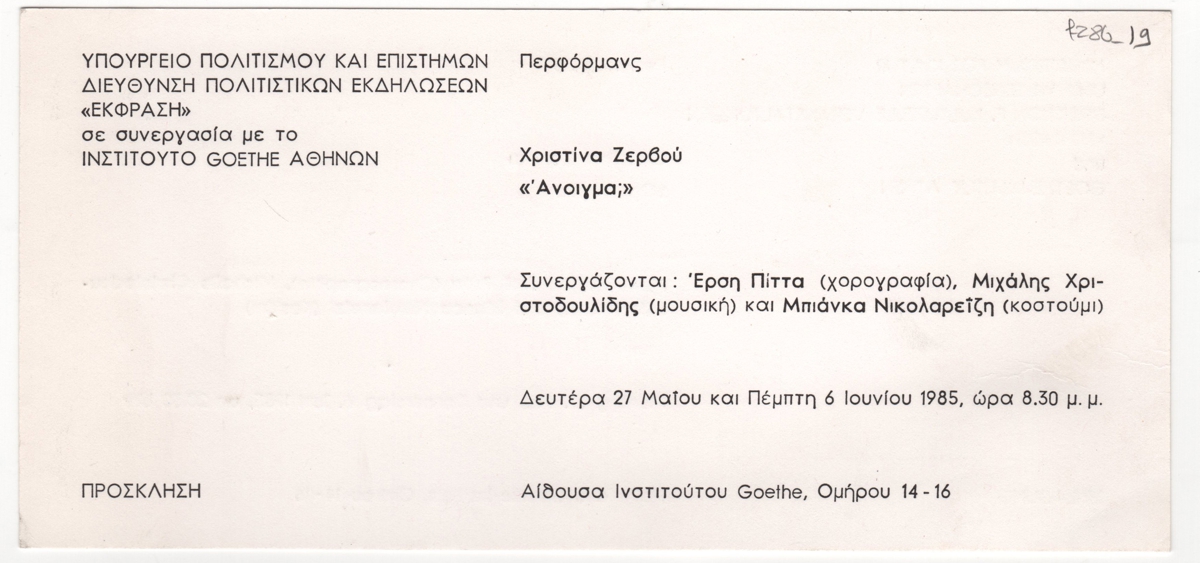 ΥΠΟΥΡΓΕΙΟ ΠΟΛΙΤΙΣΜΟΥ ΚΑΙ ΕΠΙΣΤΗΜΩΝ
ΔΙΕΥΘΥΝΣΗ ΠΟΛΙΤΙΣΤΙΚΩΝ ΕΚΔΗΛΩΣΕΩΝ
«ΕΚΦΡΑΣΗ»
σε συνεργασία με το
ΙΝΣΤΙΤΟΥΤΟ GOETHE ΑΘΗΝΩΝ
ΠΡΟΣΚΛΗΣΗ
Περφόρμανς
Χριστίνα Ζερβού
«Άνοιγμα;»
Συνεργάζονται : Έρση Πίττα (χορογραφία), Μιχάλης Χρι-
στοδουλίδης (μουσική) και Μπιάνκα Νικολαρεΐζη (κοστούμι)
Δευτέρα 27 Μαΐου και Πέμπτη 6 Ιουνίου 1985, ώρα 8.30 μ.μ.
Αίθουσα Ινστιτούτου Goethe, Ομήρου 14-16